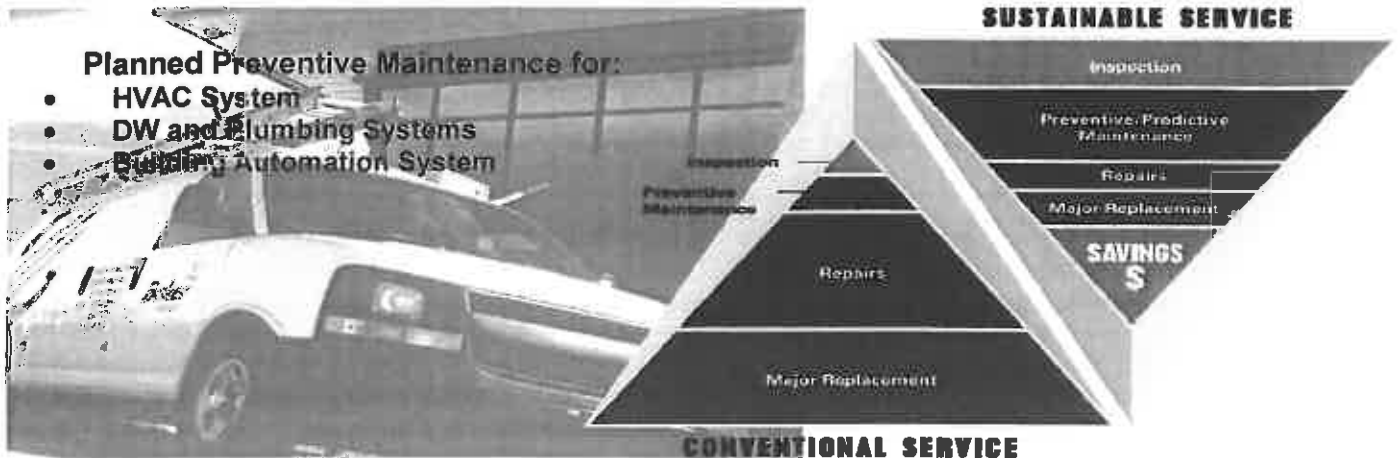 Planned Preventive Maintenance for:
• HVAC System
• DW and Plumbing Systems
• Building Automation System
SUSTAINABLE SERVICE
Inspection
Preventive-Predictive
Maintenance
Repairs
Major Replacement
SAVINGS
$
Inspection
Preventive
Maintenance
Repairs
Major Replacement
CONVENTIONAL SERVICE